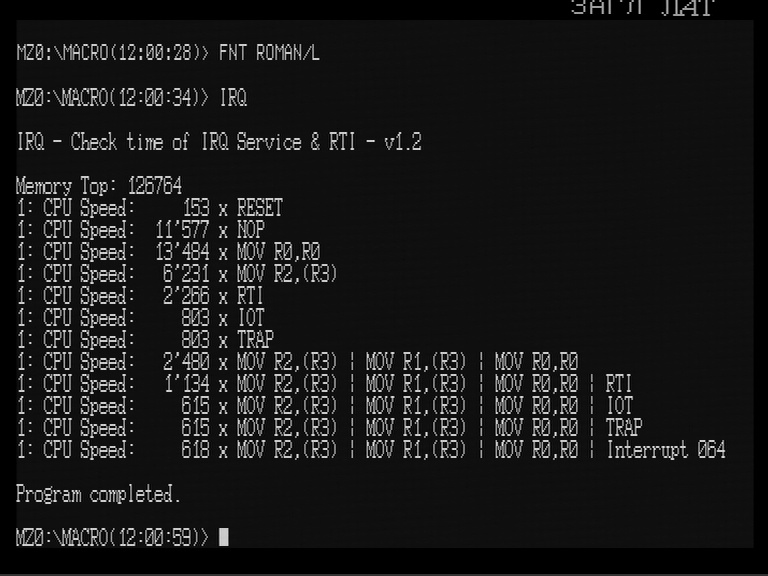 MZ0:\MACRO(12:00:28)> FNT ROMAN/L
MZ0:\MACRO(12:00:34)> IRQ
IRQ - Check time of IRQ Service & RTI - v1.2
Memory Top: 126764
1: CPU Speed: 153 x RESET
1: CPU Speed: 11'577 x NOP
1: CPU Speed: 13'484 x MOV R0,R0
1: CPU Speed: 6'231 x MOV R2,(R3)
1: CPU Speed: 2'266 x RTI
1: CPU Speed: 803 x IOT
1: CPU Speed: 803 x TRAP
1: CPU Speed: 2'480 x MOV R2,(R3) ¦ MOV R1,(R3) ¦ MOV R0,R0
1: CPU Speed: 1'134 x MOV R2,(R3) ¦ MOV R1,(R3) ¦ MOV R0,R0 ¦ RTI
1: CPU Speed: 615 x MOV R2,(R3) ¦ MOV R1,(R3) ¦ MOV R0,R0 ¦ IOT
1: CPU Speed: 615 x MOV R2,(R3) ¦ MOV R1,(R3) ¦ MOV R0,R0 ¦ TRAP
1: CPU Speed: 618 x MOV R2,(R3) ¦ MOV R1,(R3) ¦ MOV R0,R0 ¦ Interrupt 064
Program completed.
MZ0:\MACRO(12:00:59)>